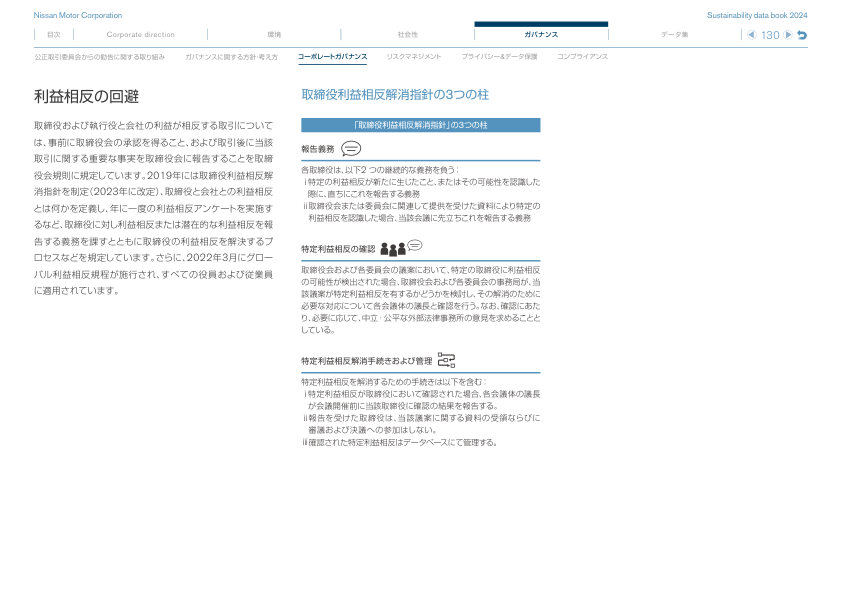 Nissan Motor Corporation
Sustainability data book 2024
目次
Corporate direction
環境
社会性
ガバナンス
データ集
130
公正取引委員会からの勧告に関する取り組み
ガバナンスに関する方針・考え方
コーポレートガバナンス
リスクマネジメント
プライバシー&データ保護
コンプライアンス
利益相反の回避
取締役および執行役と会社の利益が相反する取引について
は、事前に取締役会の承認を得ること、および取引後に当該
取引に関する重要な事実を取締役会に報告することを取締
役会規則に規定しています。2019年には取締役利益相反解
消指針を制定（2023年に改定）、取締役と会社との利益相反
とは何かを定義し、年に一度の利益相反アンケートを実施す
るなど、取締役に対し利益相反または潜在的な利益相反を報
告する義務を課すとともに取締役の利益相反を解決するプ
ロセスなどを規定しています。さらに、2022年3月にグロー
バル利益相反規程が施行され、すべての役員および従業員
に適用されています。
取締役利益相反解消指針の3つの柱
「取締役利益相反解消指針」の3つの柱
報告義務
各取締役は、以下2 つの継続的な義務を負う：
ⅰ特定の利益相反が新たに生じたこと、またはその可能性を認識した
際に、直ちにこれを報告する義務
ⅱ取締役会または委員会に関連して提供を受けた資料により特定の
利益相反を認識した場合、当該会議に先立ちこれを報告する義務
特定利益相反の確認
取締役会および各委員会の議案において、特定の取締役に利益相反
の可能性が検出された場合、取締役会および各委員会の事務局が、当
該議案が特定利益相反を有するかどうかを検討し、その解消のために
必要な対応について各会議体の議長と確認を行う。なお、確認にあた
り、必要に応じて、中立・公平な外部法律事務所の意見を求めることと
している。
特定利益相反解消手続きおよび管理
特定利益相反を解消するための手続きは以下を含む：
ⅰ特定利益相反が取締役において確認された場合、各会議体の議長
が会議開催前に当該取締役に確認の結果を報告する。
ⅱ報告を受けた取締役は、当該議案に関する資料の受領ならびに
審議および決議への参加はしない。
ⅲ確認された特定利益相反はデータベースにて管理する。